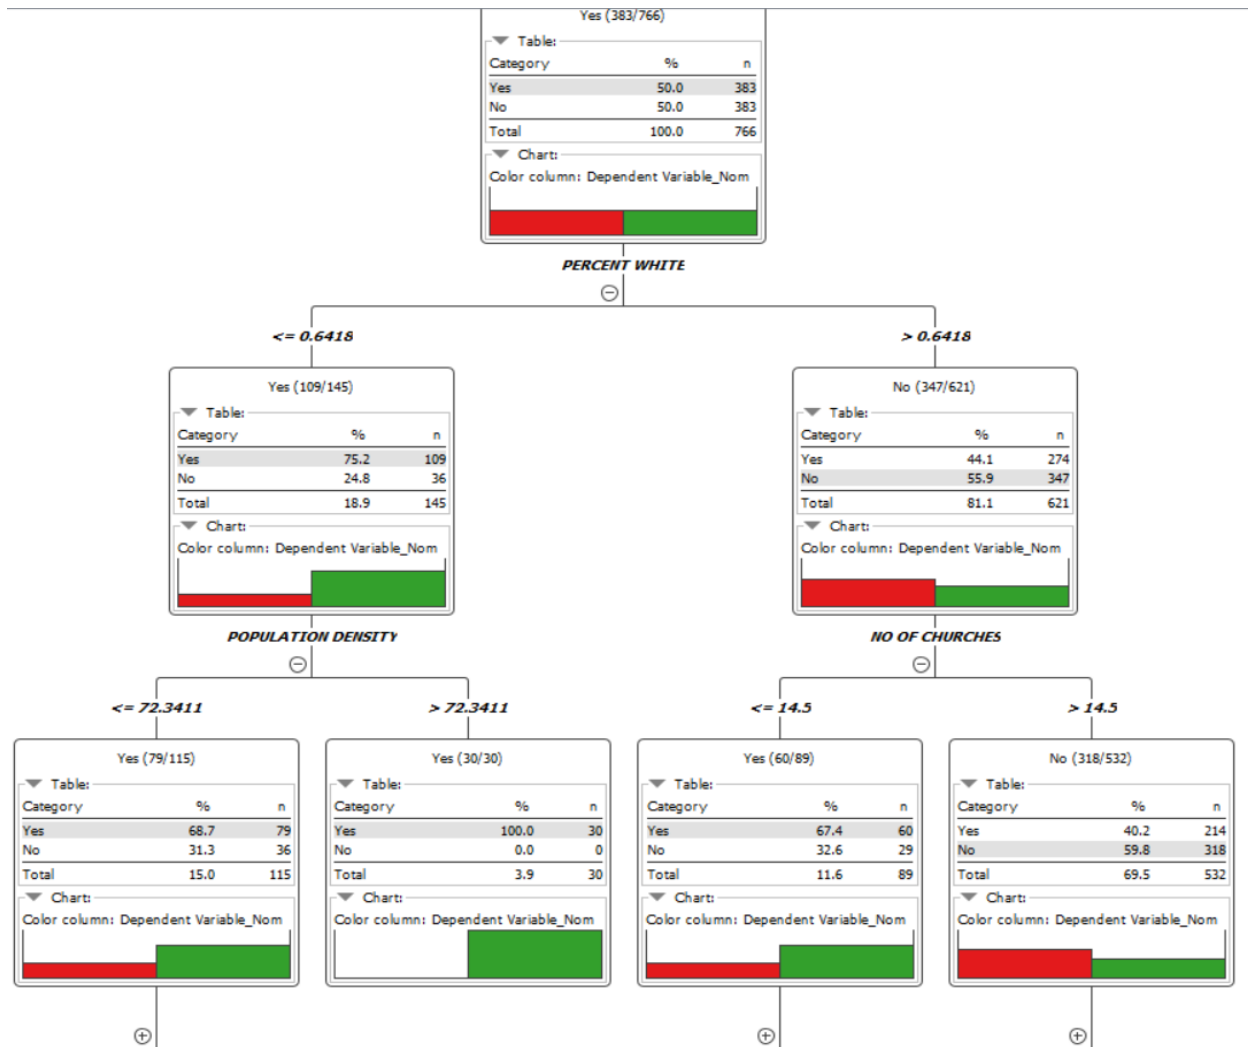 Yes (383/766)
Table:
Category % n
Yes 50.0 383
No 50.0 383
Total 100.0 766
Chart:
Color column: Dependent Variable_Nom
PERCENT WHITE
<= 0.6418
> 0.6418
Yes (109/145)
Table:
Category % n
Yes 75.2 109
No 24.8 36
Total 18.9 145
Chart:
Color column: Dependent Variable_Nom
No (347/621)
Table:
Category % n
Yes 44.1 274
No 55.9 347
Total 81.1 621
Chart:
Color column: Dependent Variable_Nom
POPULATION DENSITY
NO OF CHURCHES
<= 72.3411
> 72.3411
<= 14.5
> 14.5
Yes (79/115)
Table:
Category % n
Yes 68.7 79
No 31.3 36
Total 15.0 115
Chart:
Color column: Dependent Variable_Nom
Yes (30/30)
Table:
Category % n
Yes 100.0 30
No 0.0 0
Total 3.9 30
Chart:
Color column: Dependent Variable_Nom
Yes (60/89)
Table:
Category % n
Yes 67.4 60
No 32.6 29
Total 11.6 89
Chart:
Color column: Dependent Variable_Nom
No (318/532)
Table:
Category % n
Yes 40.2 214
No 59.8 318
Total 69.5 532
Chart:
Color column: Dependent Variable_Nom